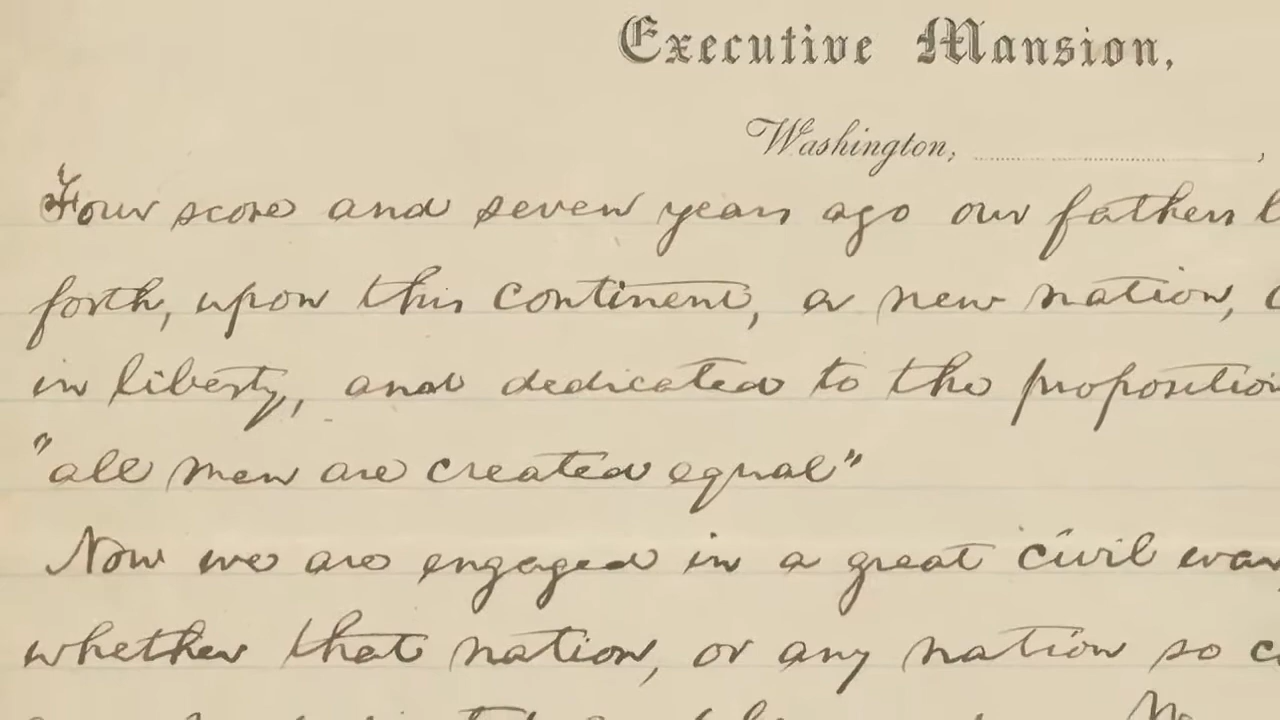 Executive Mansion,
Washington, , 
Four score and seven years ago our fathers
forth, upon this continent, a new nation,
in liberty, and dedicated to the proposition
"all men are created equal"
Now we are engaged in a great civil war,
whether that nation, or any nation so